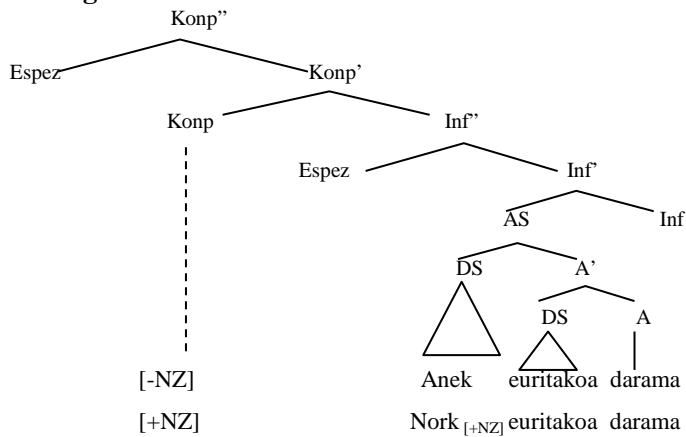 Konp”
Espez Konp’
Konp Inf”
Espez Inf’
AS Inf
DS A’
DS A
[-NZ] Anek euritakoa darama
[+NZ] Nork [+NZ] euritakoa darama